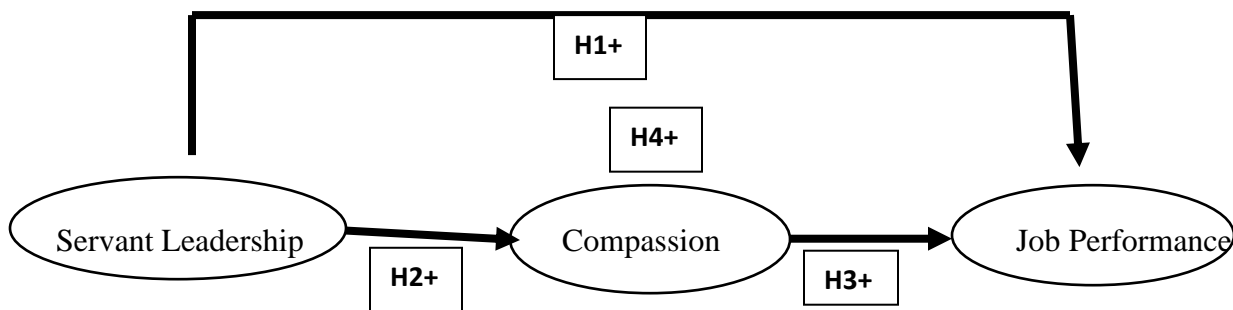 H1+
H4+
Servant Leadership
Compassion
Job Performance
H2+
H3+